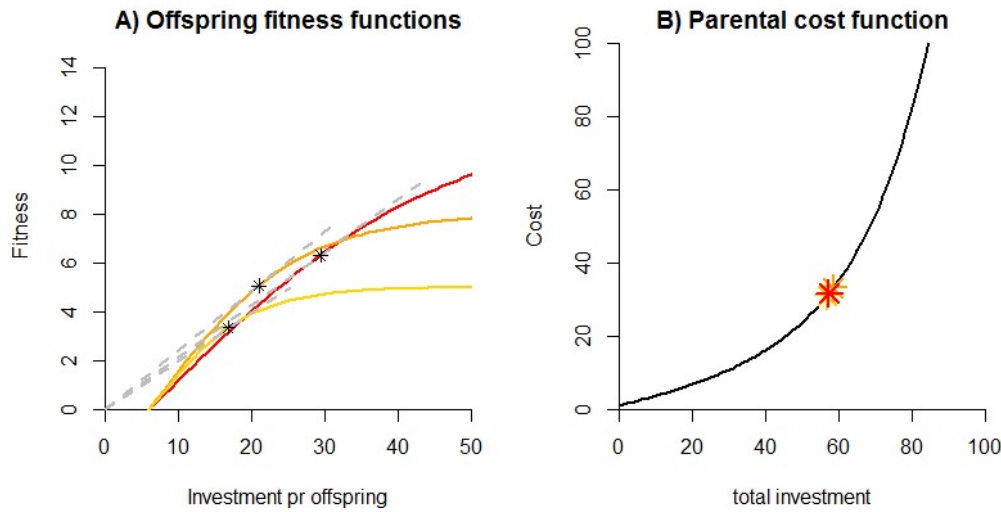 A) Offspring fitness functions
Fitness
0 2 4 6 8 10 12 14
0 10 20 30 40 50
Investment pr offspring
B) Parental cost function
Cost
0 20 40 60 80 100
0 20 40 60 80 100
total investment